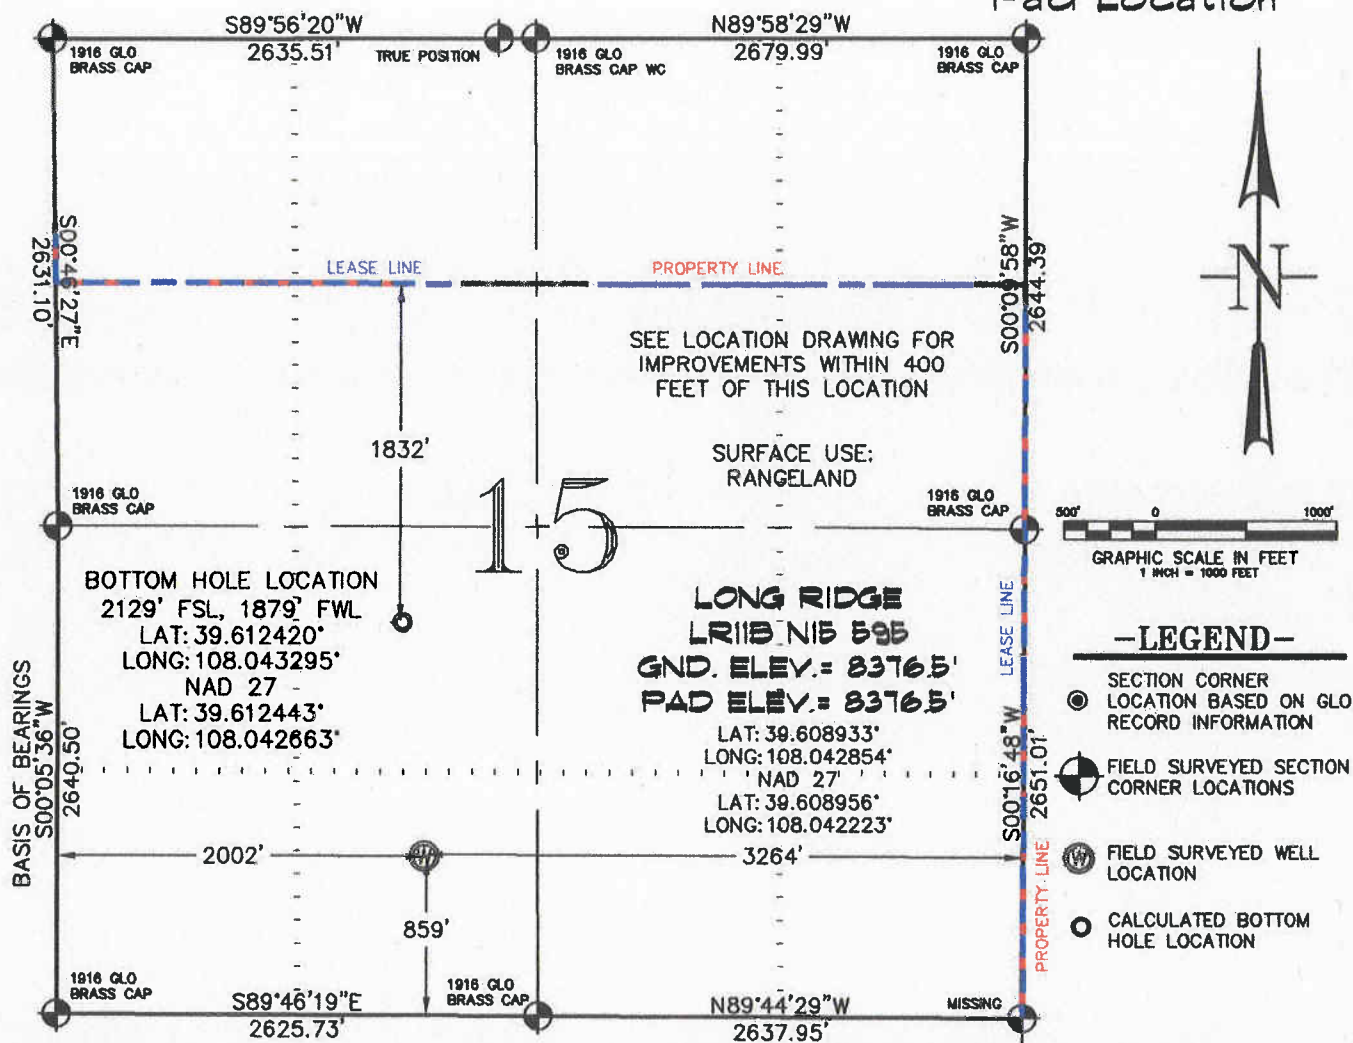 Pad Location
S89°56'20"W
2635.51'
N89°58'29"W
2679.99'
1916 GLO
BRASS CAP
TRUE POSITION
1916 GLO
BRASS CAP WC
1916 GLO
BRASS CAP
S00°46'27"E
2631.10'
LEASE LINE
PROPERTY LINE
S00°09'58"W
2644.39'
N
SEE LOCATION DRAWING FOR
IMPROVEMENTS WITHIN 400
FEET OF THIS LOCATION
1832'
SURFACE USE:
RANGELAND
1916 GLO
BRASS CAP
15
1916 GLO
BRASS CAP
500'
0
1000'
GRAPHIC SCALE IN FEET
1 INCH = 1000 FEET
BOTTOM HOLE LOCATION
2129' FSL, 1879' FWL
LAT: 39.612420°
LONG: 108.043295°
NAD 27
LAT: 39.612443°
LONG: 108.042663°
LONG RIDGE
LR11B N15 595
GND. ELEV.= 8376.5'
PAD ELEV.= 8376.5'
LAT: 39.608933°
LONG: 108.042854°
NAD 27
LAT: 39.608956°
LONG: 108.042223°
LEASE LINE
BASIS OF BEARINGS
S00°05'36"W
2640.50'
S00°16'48"W
2651.01'
PROPERTY LINE
-LEGEND-
SECTION CORNER
LOCATION BASED ON GLO
RECORD INFORMATION
FIELD SURVEYED SECTION
CORNER LOCATIONS
W
FIELD SURVEYED WELL
LOCATION
CALCULATED BOTTOM
HOLE LOCATION
2002'
W
3264'
859'
1916 GLO
BRASS CAP
S89°46'19"E
2625.73'
1916 GLO
BRASS CAP
N89°44'29"W
2637.95'
MISSING